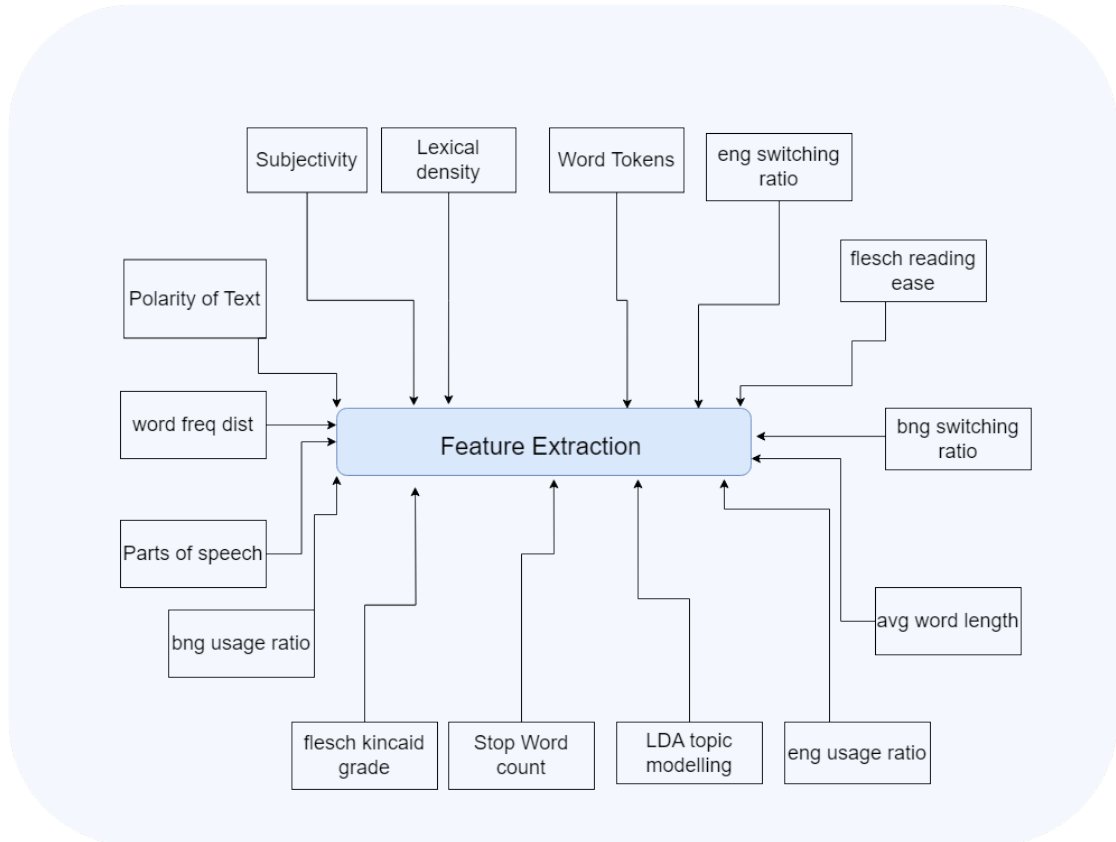 Subjectivity
Lexical
density
Word Tokens
eng switching
ratio
flesch reading
ease
Polarity of Text
word freq dist
Feature Extraction
bng switching
ratio
Parts of speech
bng usage ratio
avg word length
flesch kincaid
grade
Stop Word
count
LDA topic
modelling
eng usage ratio